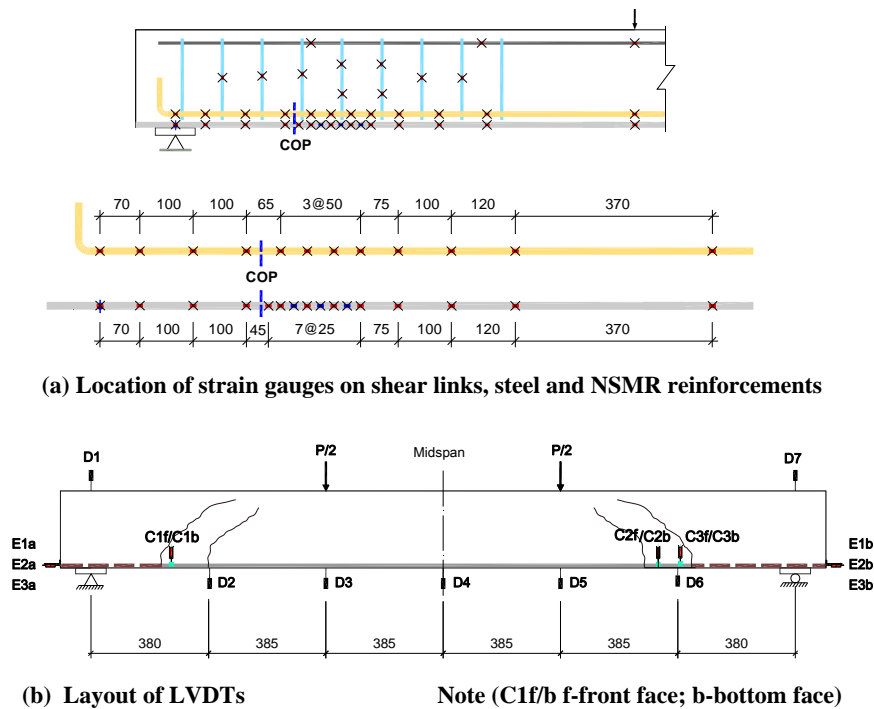 COP
70 100 100 65 3@50 75 100 120 370
COP
70 100 100 45 7@25 75 100 120 370
(a) Location of strain gauges on shear links, steel and NSMR reinforcements
D1 P/2 Midspan P/2 D7
C1f/C1b C2f/C2b C3f/C3b
E1a E1b
E2a E2b
E3a D2 D3 D4 D5 D6 E3b
380 385 385 385 385 380
(b) Layout of LVDTs Note (C1f/b f-front face; b-bottom face)